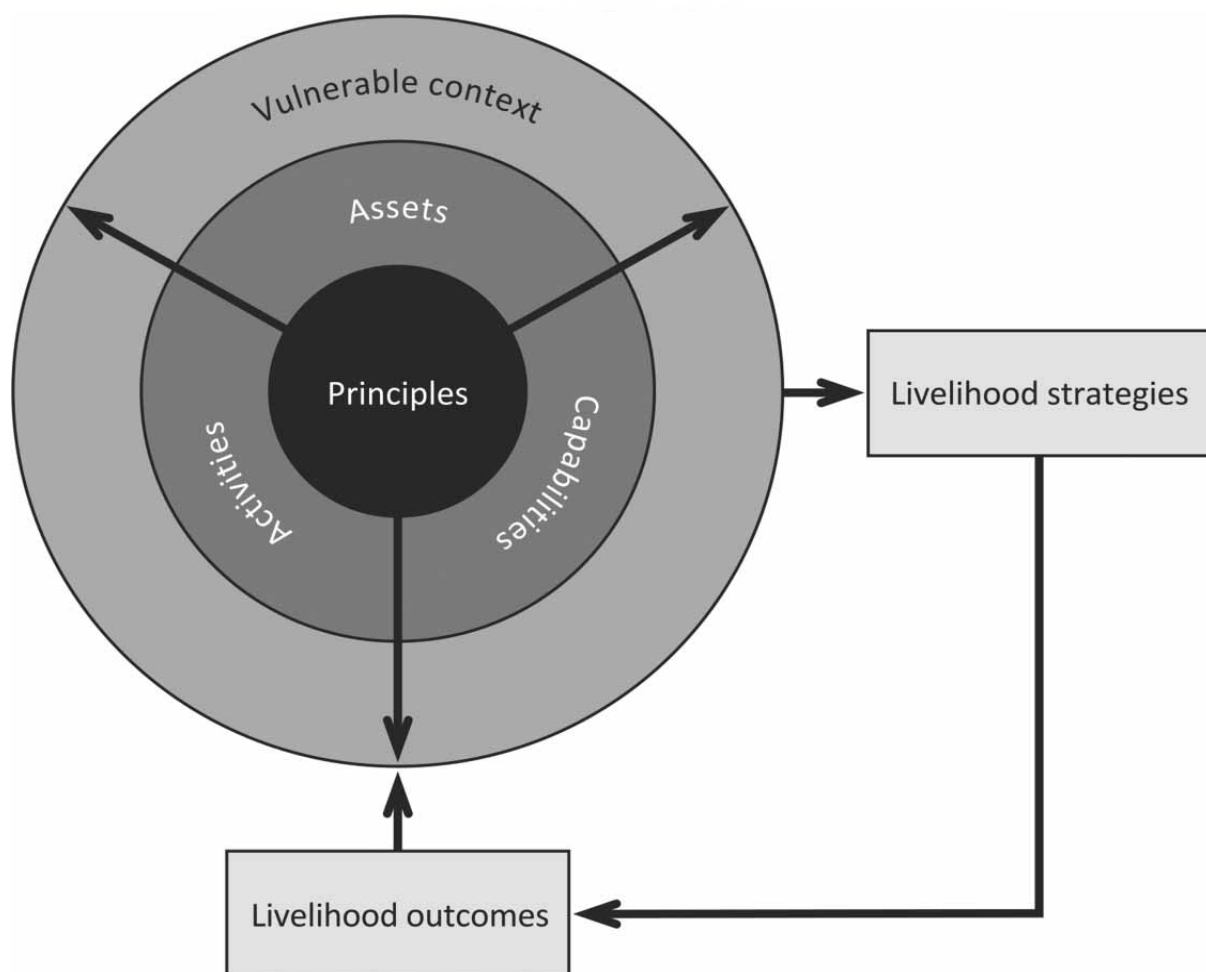 Vulnerable context
Assets
Principles
Activities
Capabilities
Livelihood strategies
Livelihood outcomes